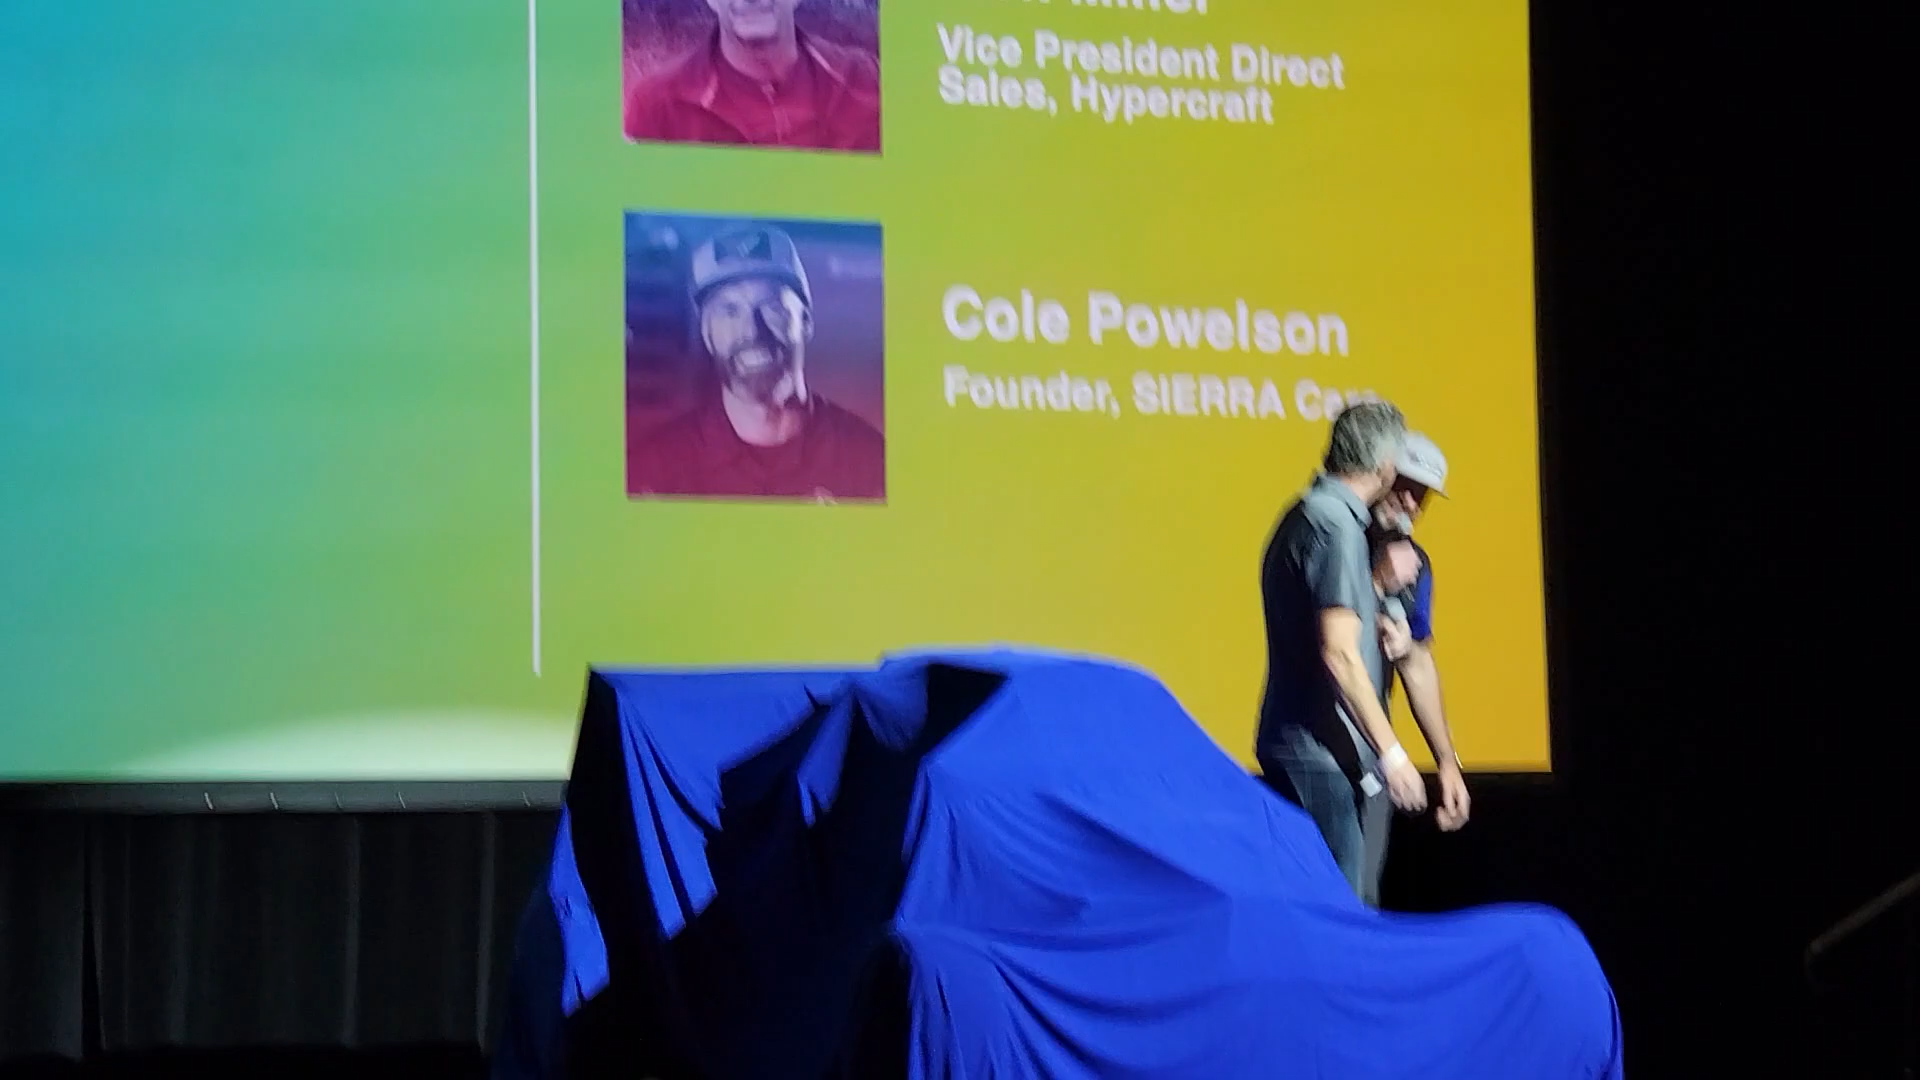 Vice President Direct
Sales, Hypercraft
Cole Powelson
Founder, SIERRA